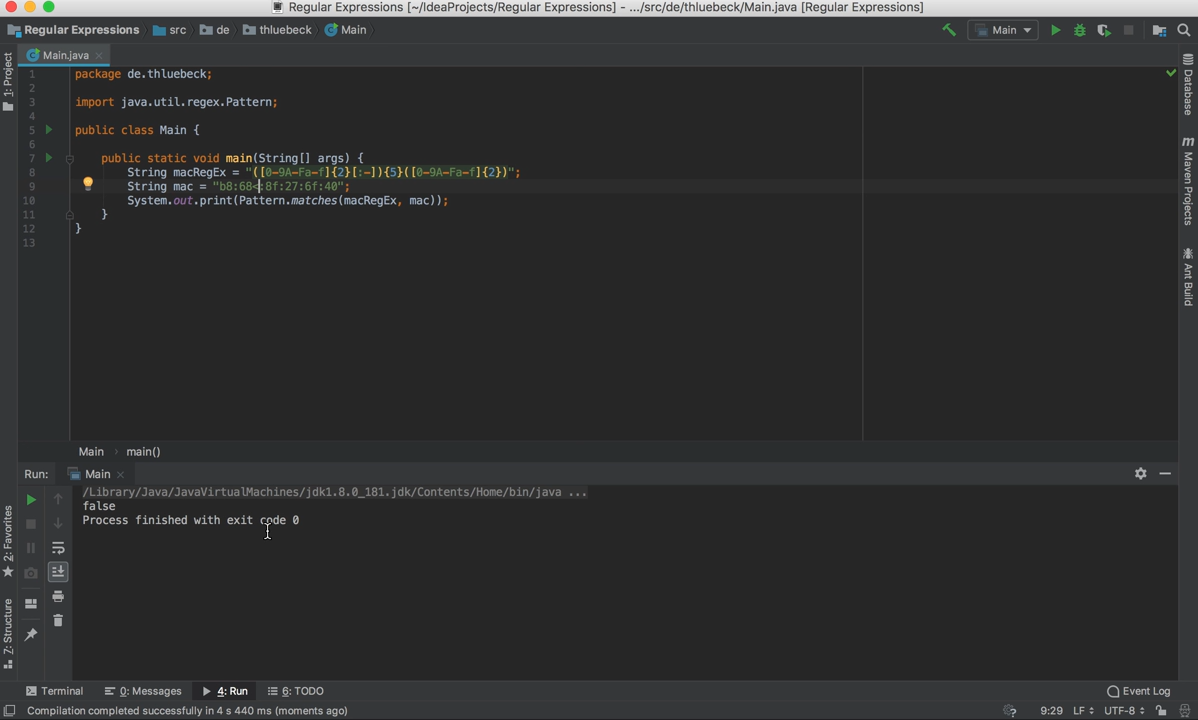 Regular Expressions [~/IdeaProjects/Regular Expressions] - .../src/de/thluebeck/Main.java [Regular Expressions]
Regular Expressions src de thluebeck Main Main
Main.java
1: Project
1 package de.thluebeck;
2
3 import java.util.regex.Pattern;
4
5 public class Main {
6
7 public static void main(String[] args) {
8 String macRegEx = "([0-9A-Fa-f]{2}[:-]){5}([0-9A-Fa-f]{2})";
9 String mac = "b8:68<:8f:27:6f:40";
10 System.out.print(Pattern.matches(macRegEx, mac));
11 }
12 }
13
Database
Maven Projects
Ant Build
Main main()
Run: Main
/Library/Java/JavaVirtualMachines/jdk1.8.0_181.jdk/Contents/Home/bin/java ...
false
Process finished with exit code 0
2: Favorites
Z: Structure
Terminal 0: Messages 4: Run 6: TODO Event Log
Compilation completed successfully in 4 s 440 ms (moments ago) 9:29 LF UTF-8